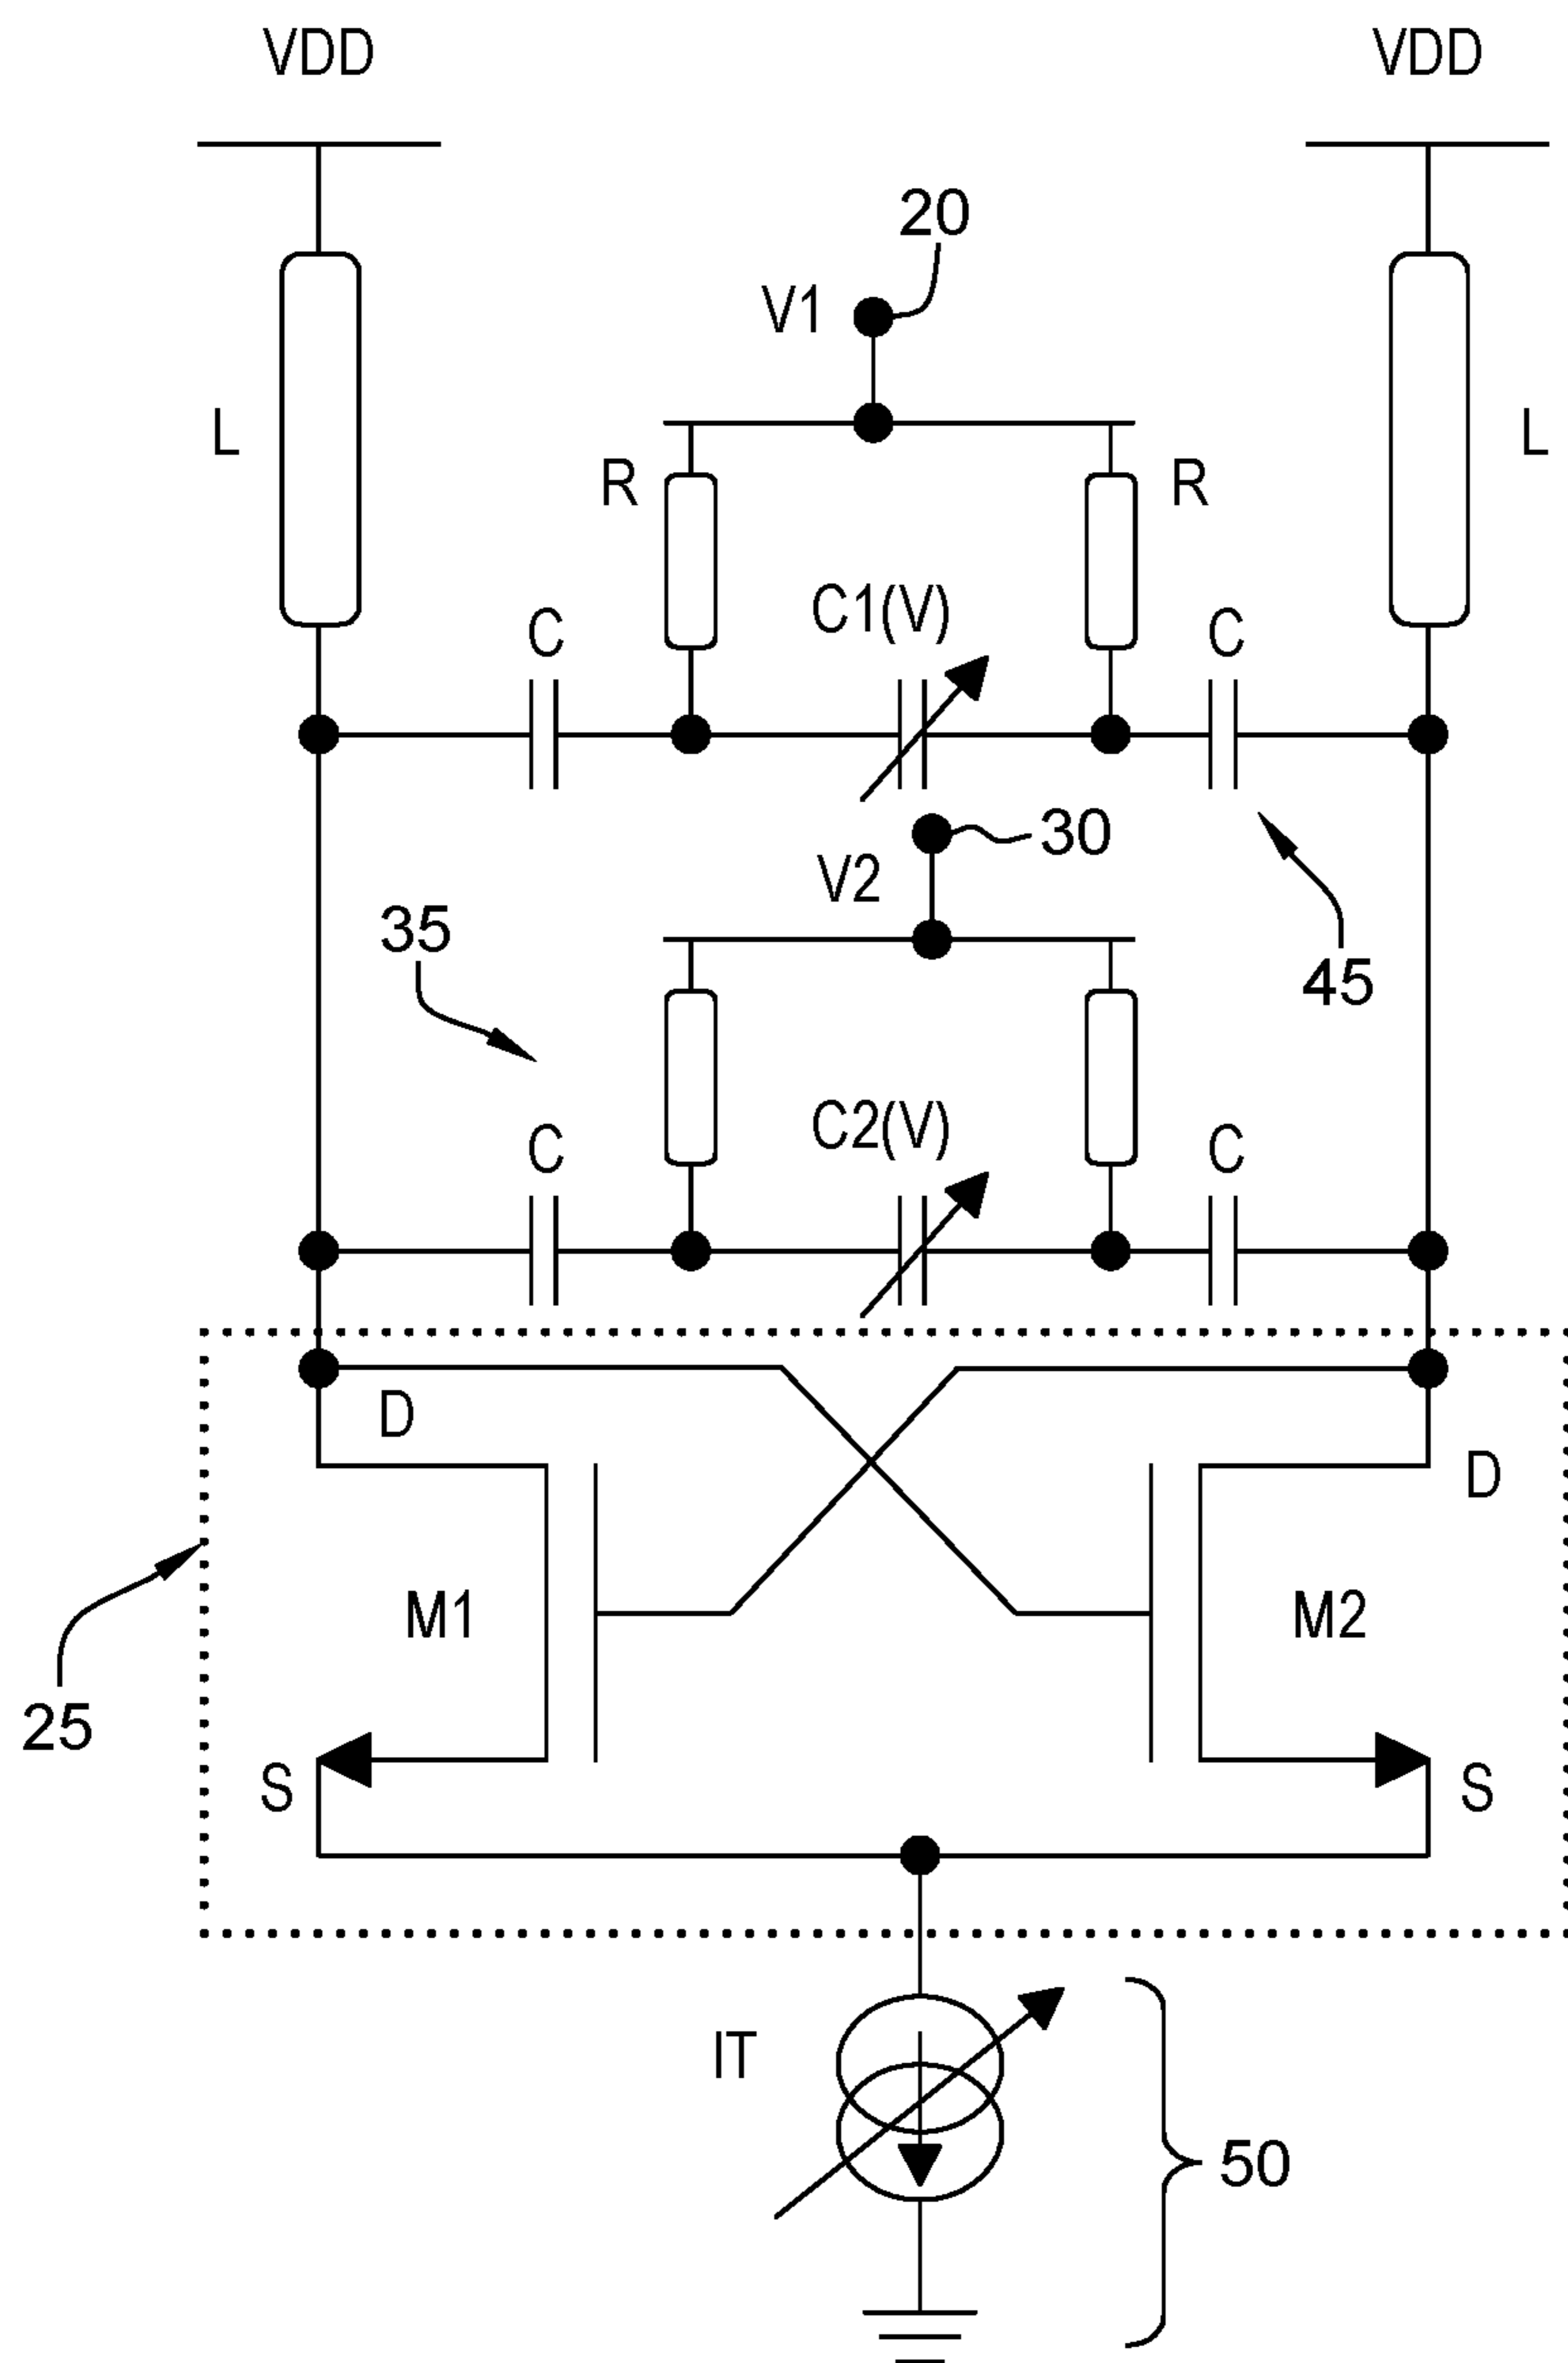 VDD VDD
20
V1
L R R L
C C1(V) C
30
V2
35 45
C C2(V) C
D D
M1 M2
25
S S
IT
50